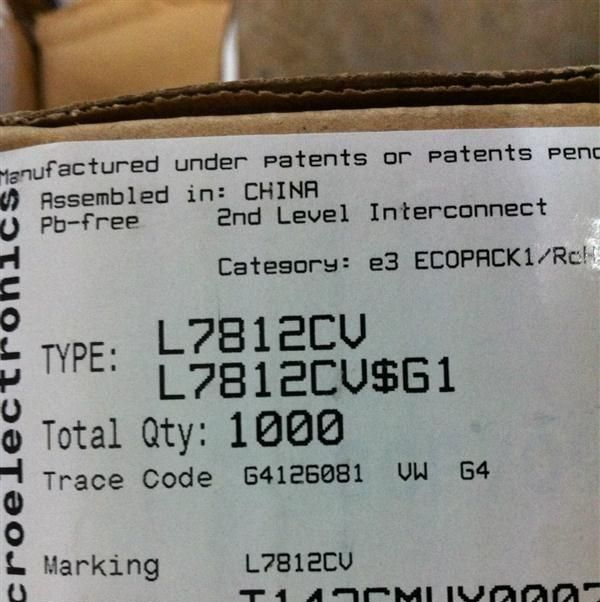 Manufactured under Patents or Patents Pend
Assembled in: CHINA
Pb-free 2nd Level Interconnect
Category: e3 ECOPACK1/RoH
TYPE: L7812CV
L7812CV$G1
Total Qty: 1000
Trace Code G4126081 VW G4
Marking L7812CV
croelectronics